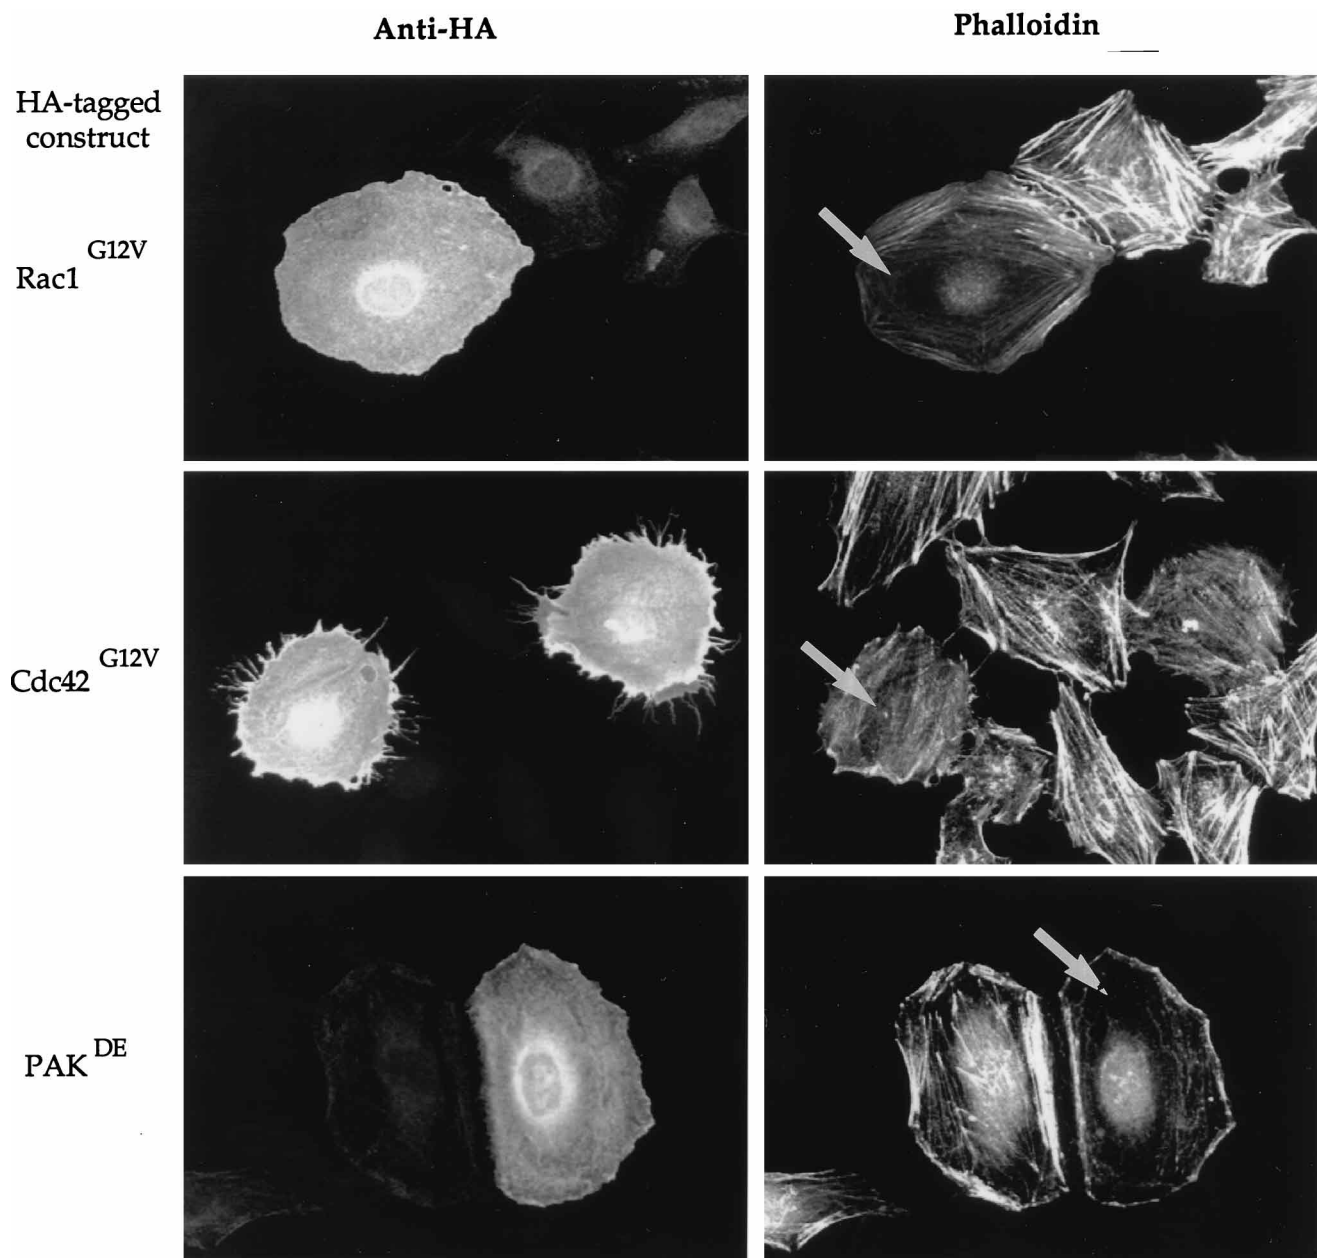 Anti-HA Phalloidin
HA-tagged
construct
Rac1 G12V
Cdc42 G12V
PAK DE